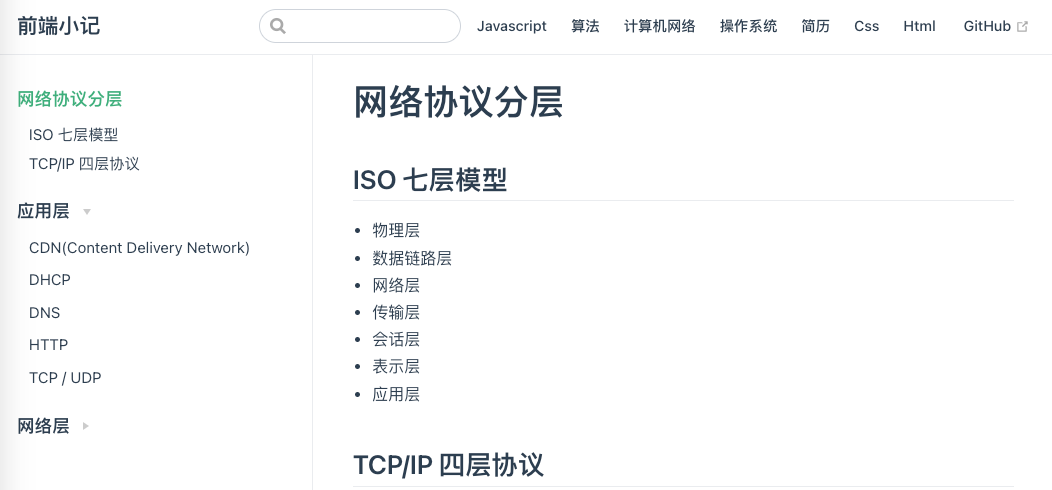 前端小记
Javascript 算法 计算机网络 操作系统 简历 Css Html GitHub
网络协议分层
ISO 七层模型
TCP/IP 四层协议
应用层
CDN(Content Delivery Network)
DHCP
DNS
HTTP
TCP / UDP
网络层
网络协议分层
ISO 七层模型
物理层
数据链路层
网络层
传输层
会话层
表示层
应用层
TCP/IP 四层协议